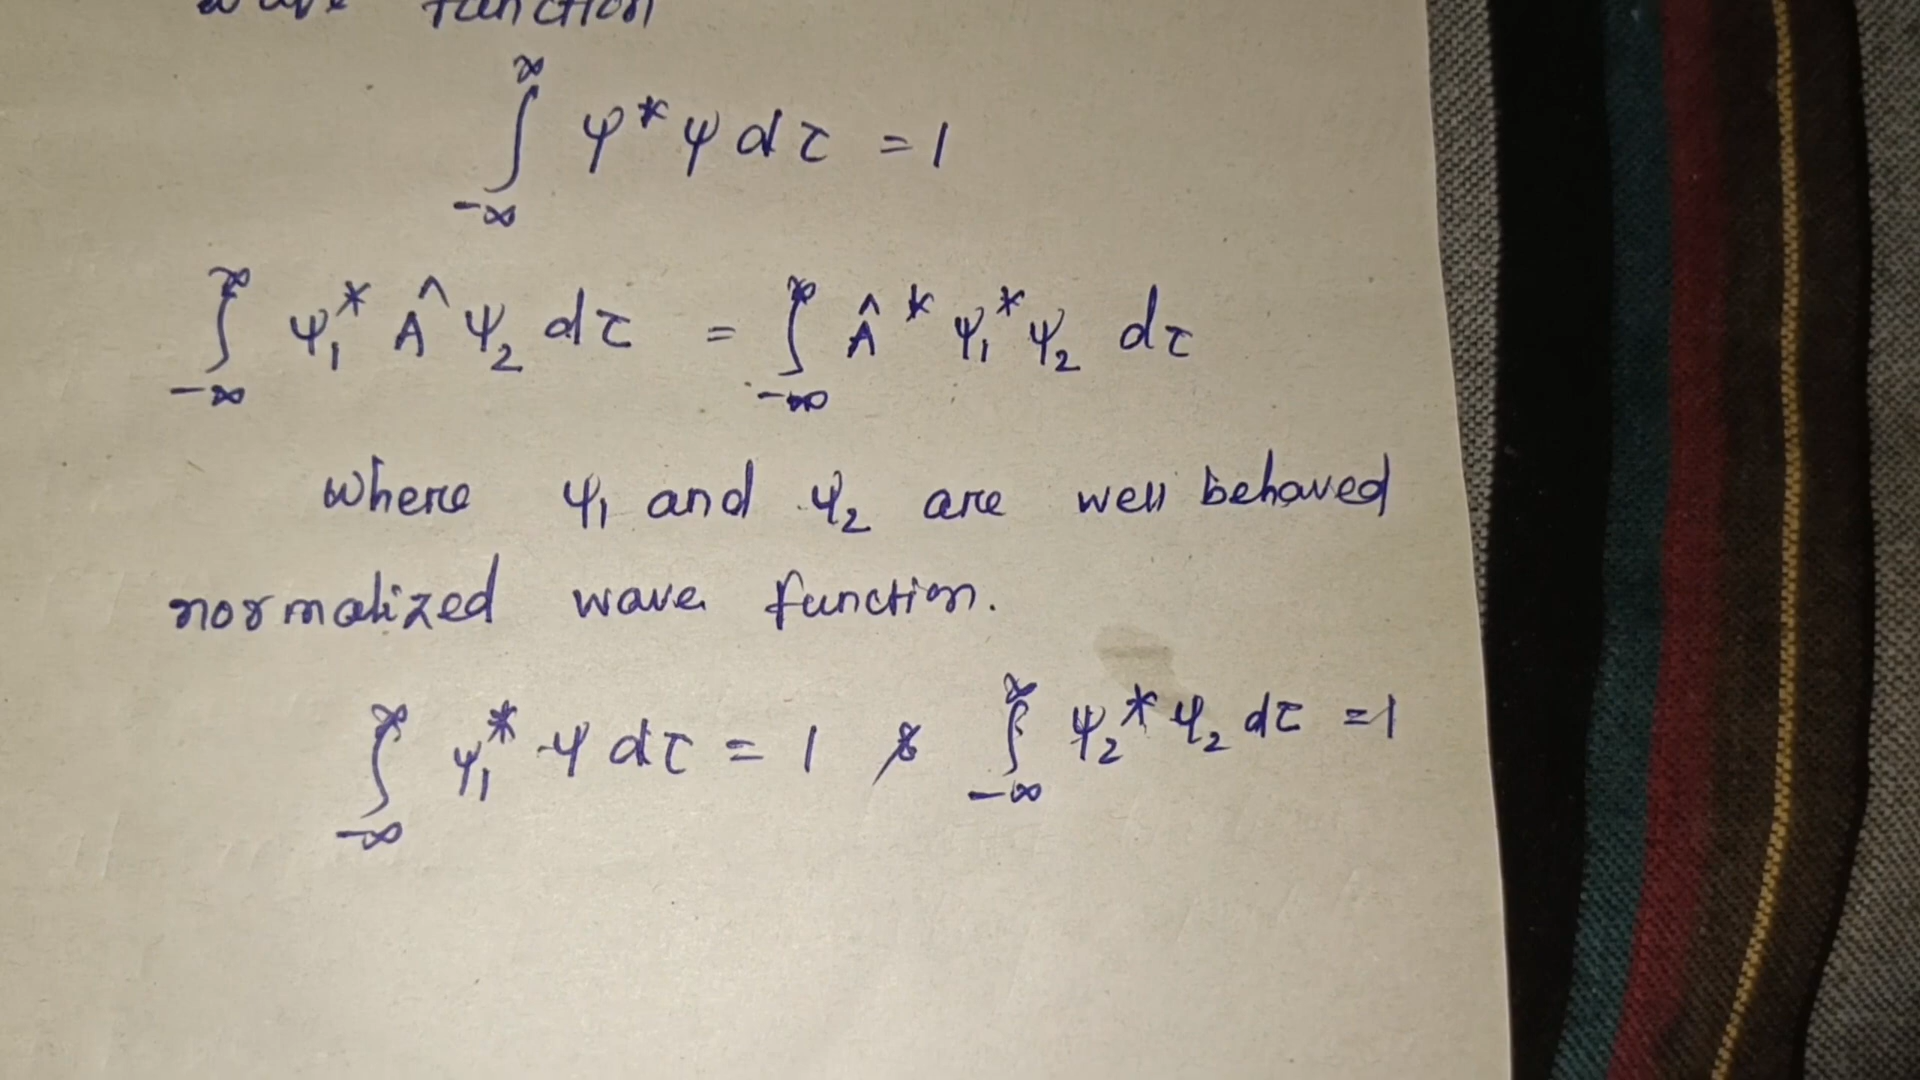 wave function
∫_{-∞}^{∞} ψ* ψ dτ = 1
∫_{-∞}^{∞} ψ₁* Â ψ₂ dτ = ∫_{-∞}^{∞} Â* ψ₁* ψ₂ dτ
where ψ₁ and ψ₂ are well behaved
normalized wave function.
∫_{-∞}^{∞} ψ₁* ψ dτ = 1 & ∫_{-∞}^{∞} ψ₂* ψ₂ dτ = 1